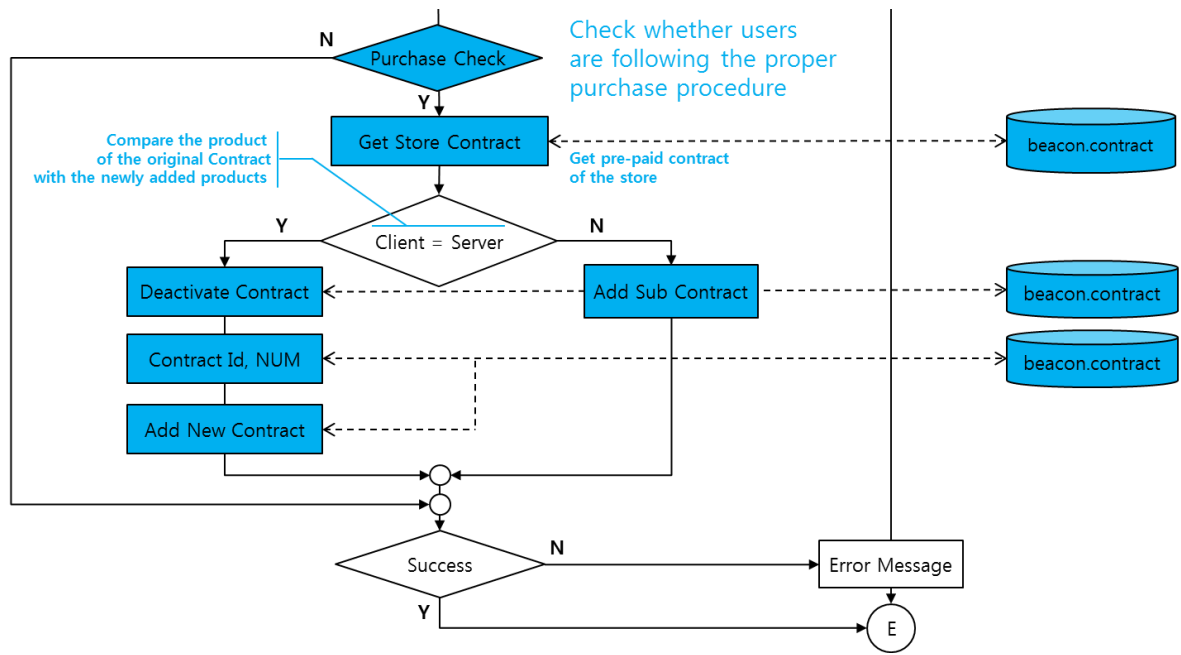 N
Purchase Check
Check whether users
are following the proper
purchase procedure
Y
Get Store Contract
beacon.contract
Compare the product
of the original Contract
with the newly added products
Get pre-paid contract
of the store
Y
N
Client = Server
Deactivate Contract
Add Sub Contract
beacon.contract
Contract Id, NUM
beacon.contract
Add New Contract
Success
N
Error Message
Y
E